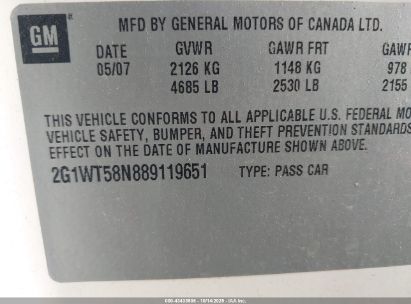 GM
MFD BY GENERAL MOTORS OF CANADA LTD.
DATE GVWR GAWR FRT GAWR
05/07 2126 KG 1148 KG 978
4685 LB 2530 LB 2155
THIS VEHICLE CONFORMS TO ALL APPLICABLE U.S. FEDERAL MOTO
VEHICLE SAFETY, BUMPER, AND THEFT PREVENTION STANDARDS
EFFECT ON THE DATE OF MANUFACTURE SHOWN ABOVE.
2G1WT58N889119651 TYPE: PASS CAR